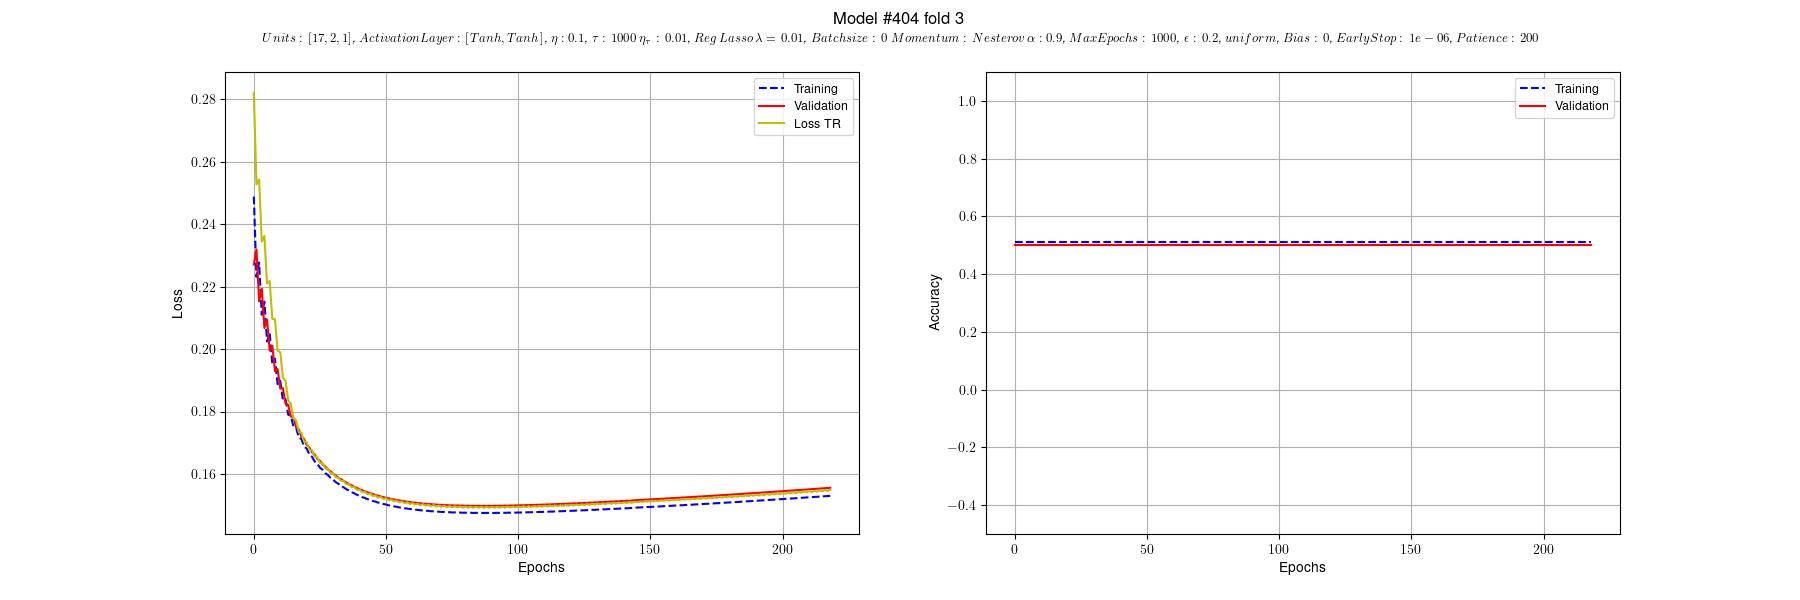 Model #404 fold 3
Units : [17, 2, 1], ActivationLayer : [Tanh, Tanh], η : 0.1, τ : 1000 ητ : 0.01, Reg Lasso λ = 0.01, Batchsize : 0 Momentum : Nesterov α : 0.9, MaxEpochs : 1000, ϵ : 0.2, uniform, Bias : 0, EarlyStop : 1e − 06, Patience : 200
Training
Validation
Loss TR
0.28
0.26
0.24
0.22
0.20
0.18
0.16
Loss
0
50
100
150
200
Epochs
Training
Validation
1.0
0.8
0.6
0.4
0.2
0.0
−0.2
−0.4
Accuracy
0
50
100
150
200
Epochs